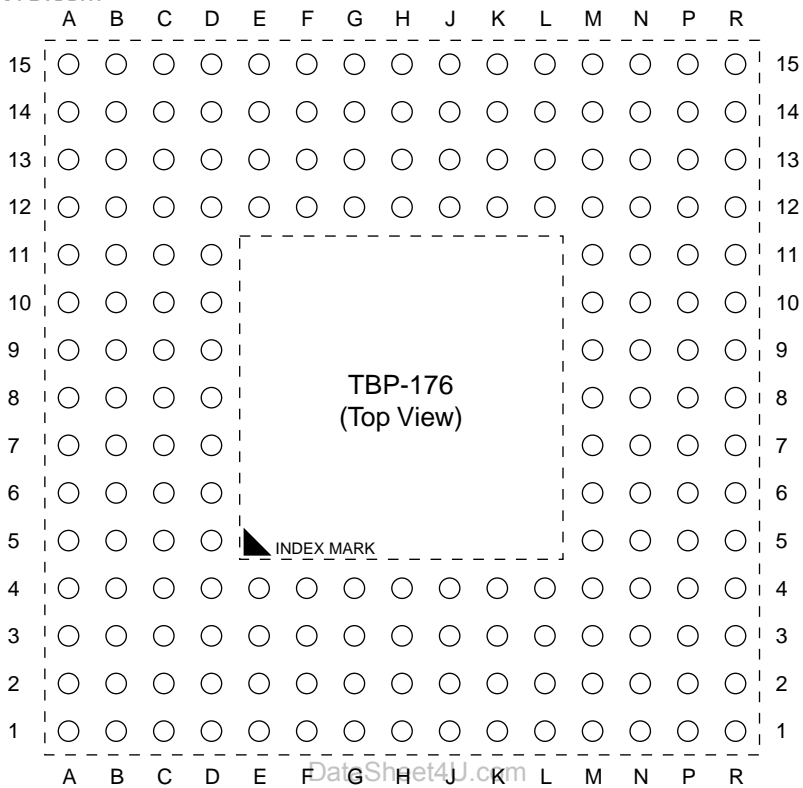 A B C D E F G H J K L M N P R
15 15
14 14
13 13
12 12
11 11
10 10
9 9
8 8
TBP-176
(Top View)
7 7
6 6
5 INDEX MARK 5
4 4
3 3
2 2
1 1
A B C D E F G H J K L M N P R
DataSheet4U.com